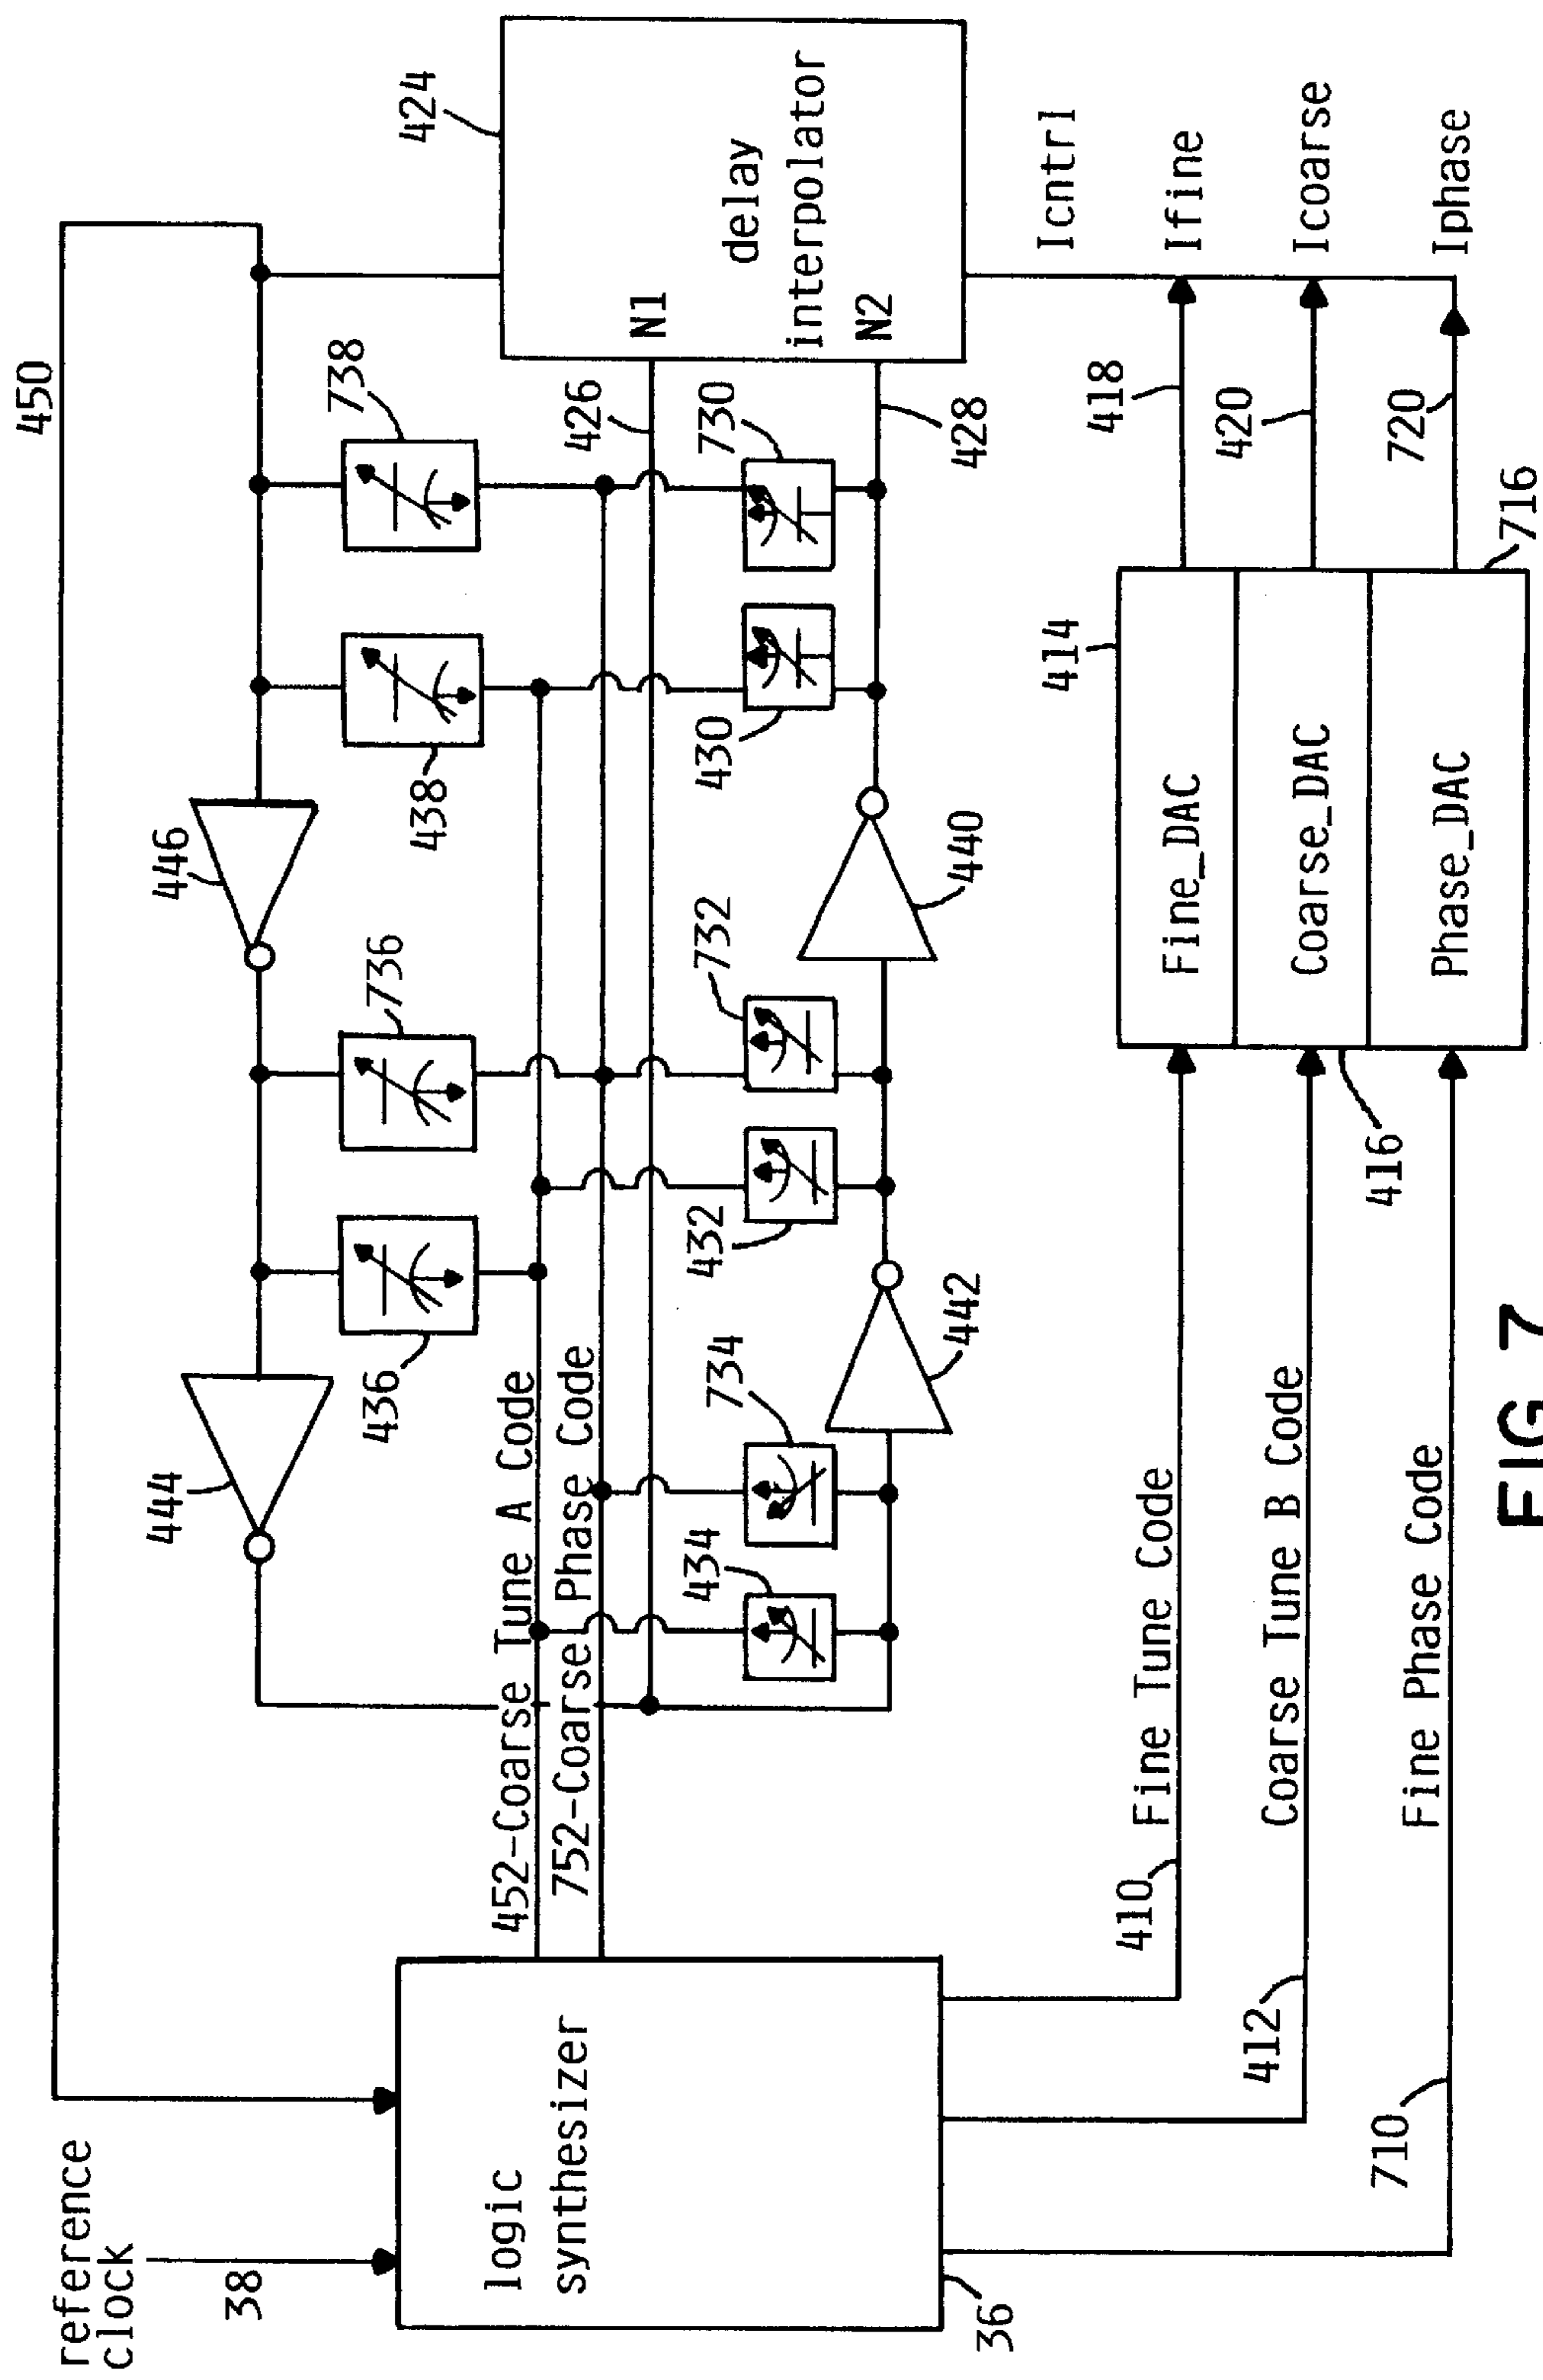 reference
clock
38
450
logic
synthesizer
36
444
446
436
736
438
738
424
452-Coarse Tune A Code
752-Coarse Phase Code
426
N1
delay
interpolator
N2
428
434
734
432
732
430
730
442
440
410
Fine Tune Code
412
Coarse Tune B Code
710
Fine Phase Code
414
416
716
Fine_DAC
Coarse_DAC
Phase_DAC
418
420
720
Icntrl
Ifine
Icoarse
Iphase
FIG 7